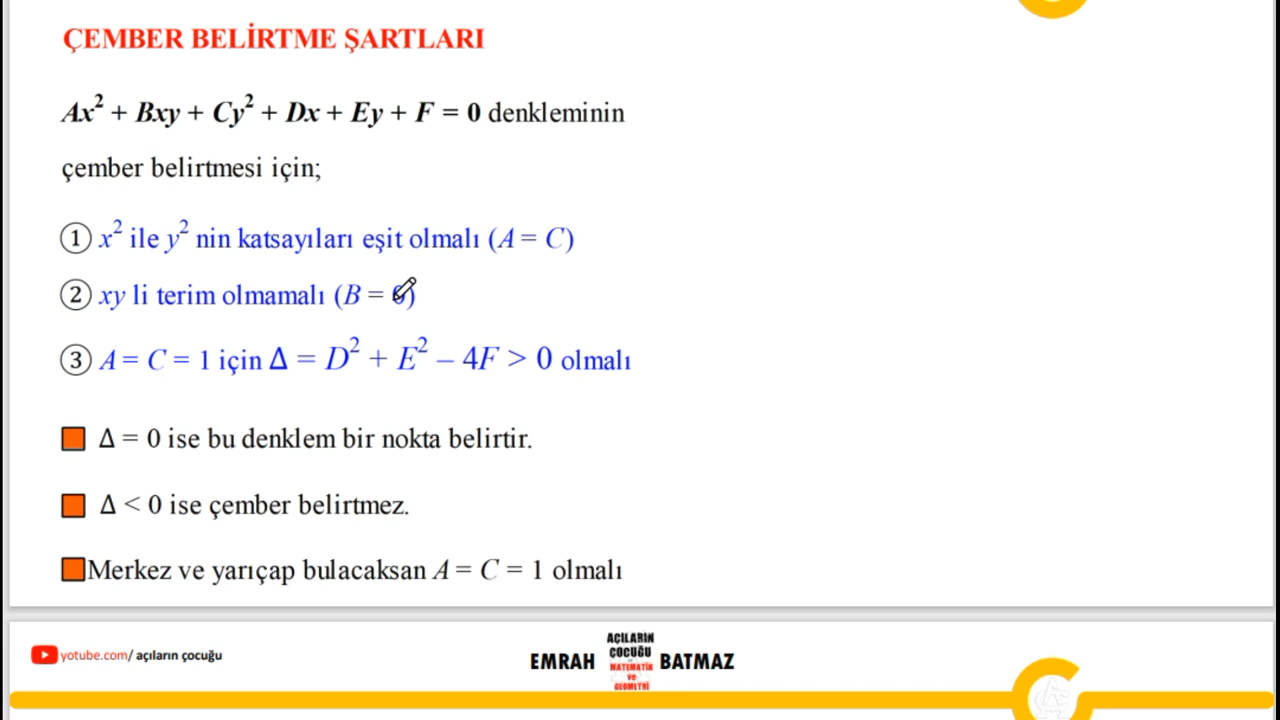 ÇEMBER BELİRTME ŞARTLARI
Ax² + Bxy + Cy² + Dx + Ey + F = 0 denkleminin
çember belirtmesi için;
① x² ile y² nin katsayıları eşit olmalı (A = C)
② xy li terim olmamalı (B = 0)
③ A = C = 1 için Δ = D² + E² – 4F > 0 olmalı
Δ = 0 ise bu denklem bir nokta belirtir.
Δ < 0 ise çember belirtmez.
Merkez ve yarıçap bulacaksan A = C = 1 olmalı
yotube.com/ açıların çocuğu
EMRAH
AÇILARIN
ÇOCUĞU
MATEMATİK
ve
GEOMETRİ
BATMAZ